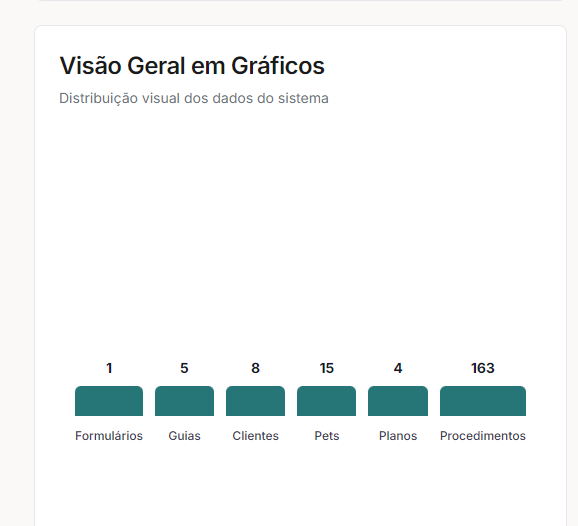 Visão Geral em Gráficos
Distribuição visual dos dados do sistema
1 5 8 15 4 163
Formulários Guias Clientes Pets Planos Procedimentos